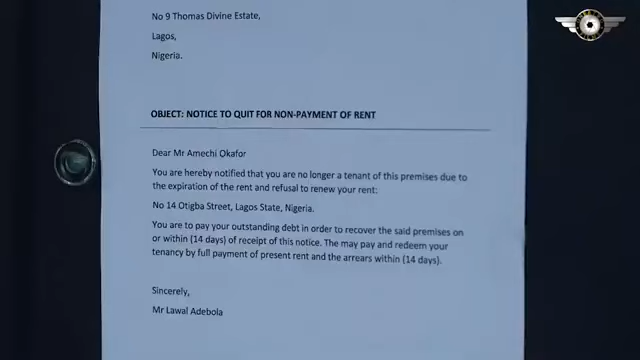 No 9 Thomas Divine Estate,
Lagos,
Nigeria.
OBJECT: NOTICE TO QUIT FOR NON-PAYMENT OF RENT
Dear Mr Amechi Okafor
You are hereby notified that you are no longer a tenant of this premises due to
the expiration of the rent and refusal to renew your rent:
No 14 Otigba Street, Lagos State, Nigeria.
You are to pay your outstanding debt in order to recover the said premises on
or within (14 days) of receipt of this notice. The may pay and redeem your
tenancy by full payment of present rent and the arrears within (14 days).
Sincerely,
Mr Lawal Adebola